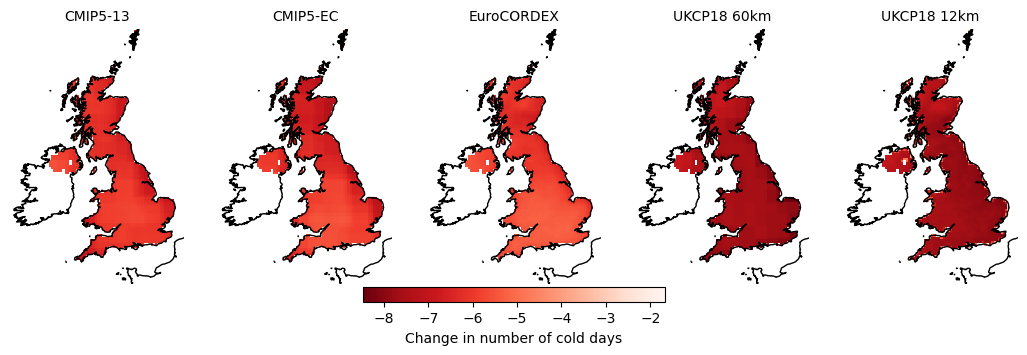 CMIP5-13 CMIP5-EC EuroCORDEX UKCP18 60km UKCP18 12km
−8 −7 −6 −5 −4 −3 −2
Change in number of cold days